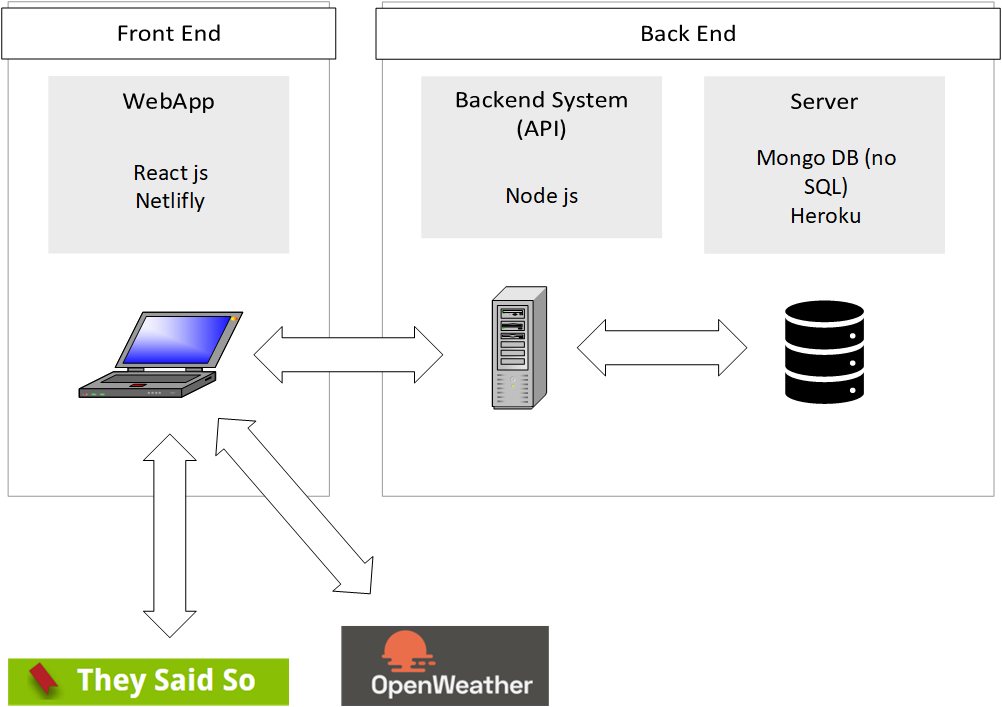 Front End
Back End
WebApp
React js
Netlifly
Backend System
(API)
Node js
Server
Mongo DB (no
SQL)
Heroku
They Said So
OpenWeather